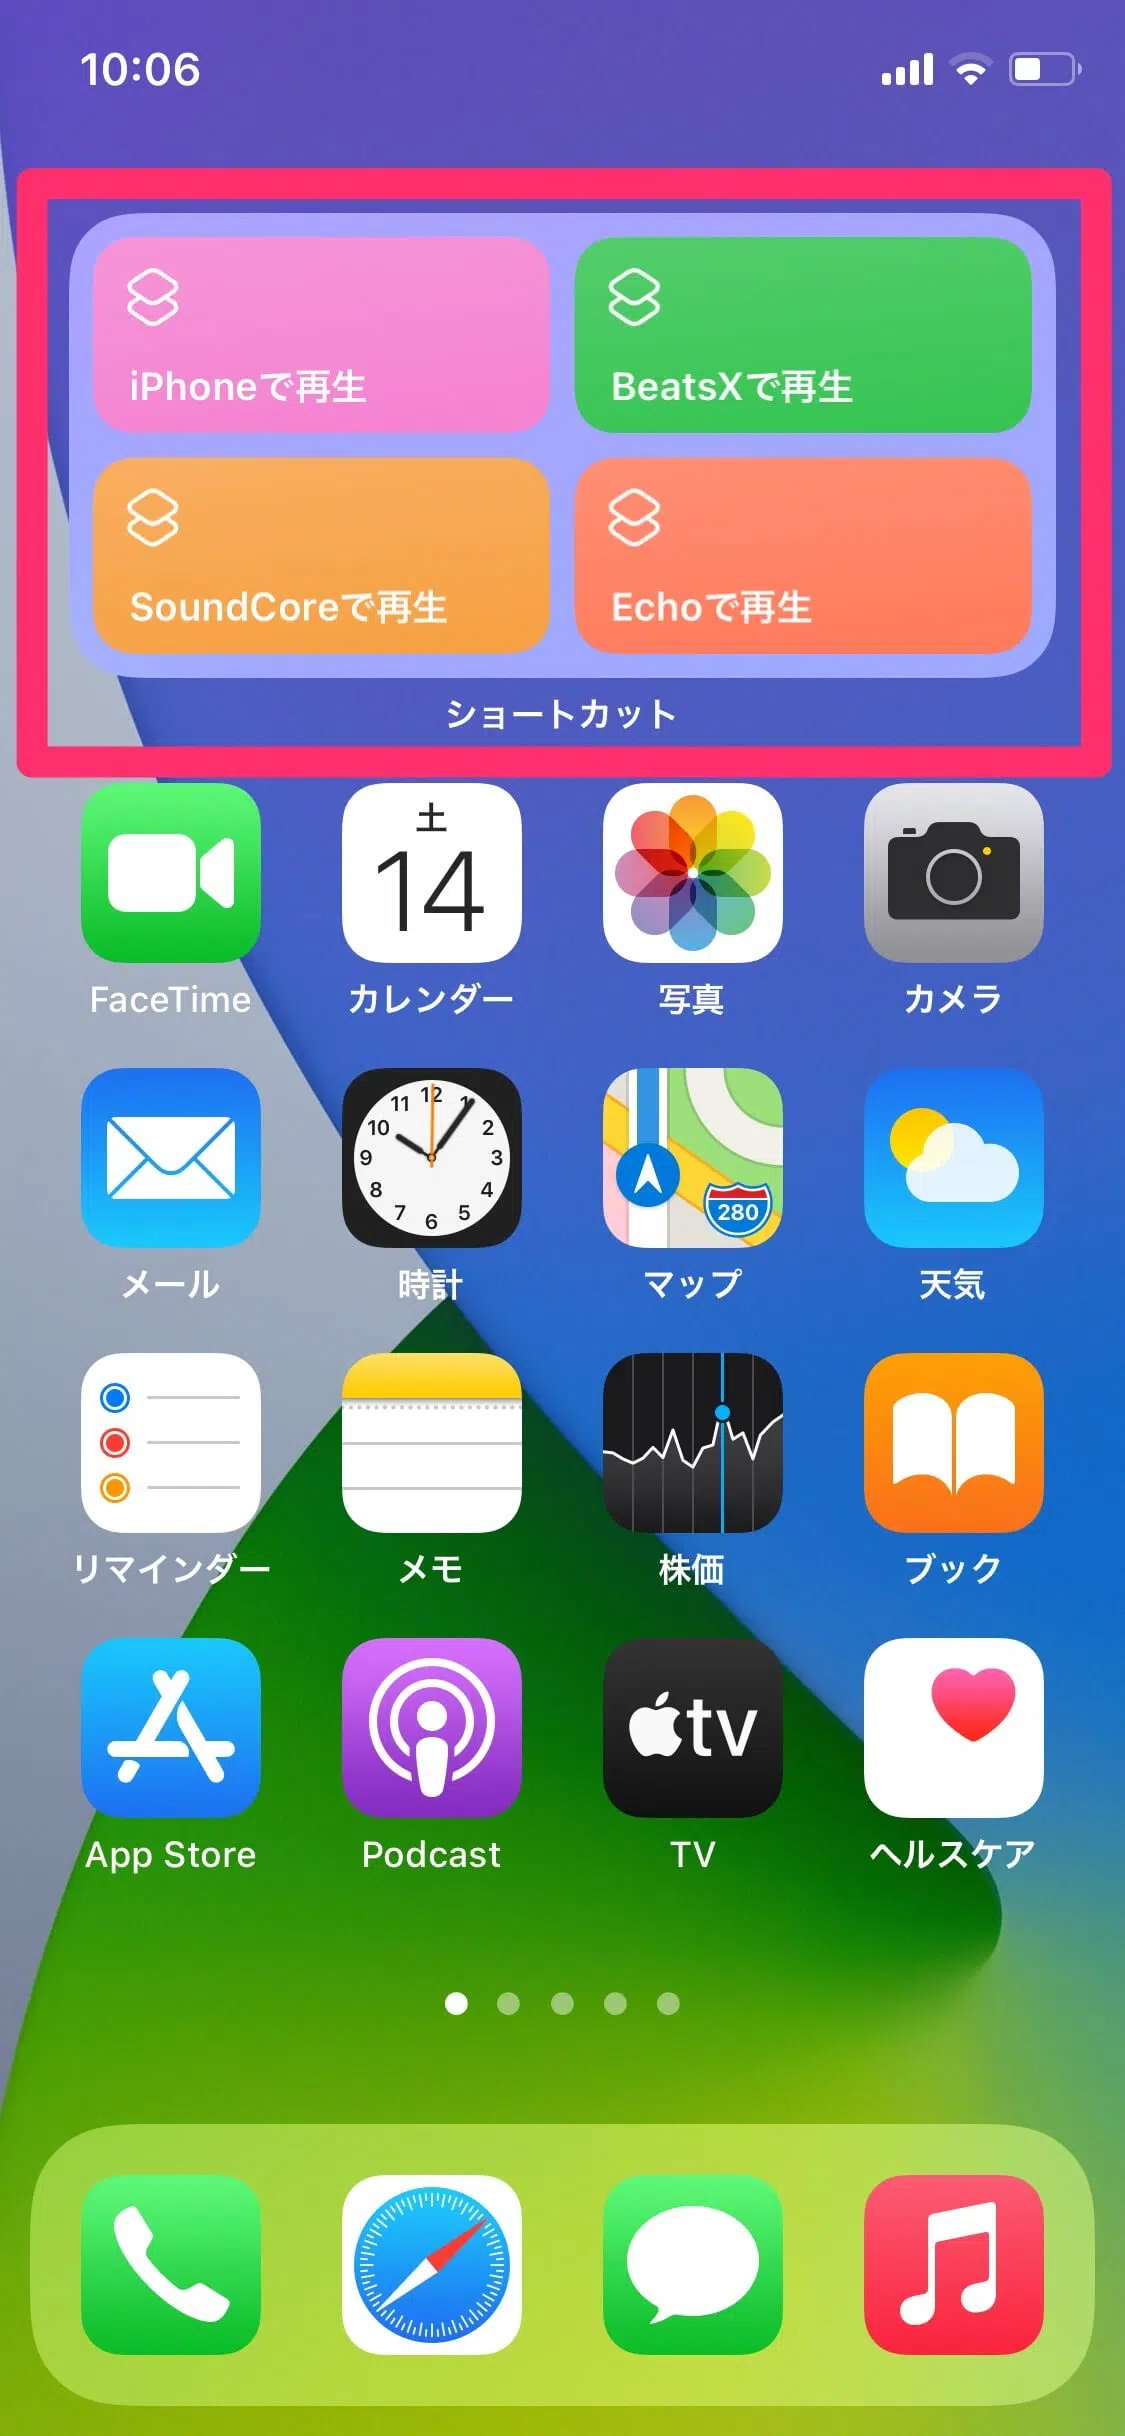 10:06
iPhoneで再生
BeatsXで再生
SoundCoreで再生
Echoで再生
ショートカット
土
14
FaceTime
カレンダー
写真
カメラ
12
1
2
3
4
5
6
7
8
9
10
11
280
メール
時計
マップ
天気
リマインダー
メモ
株価
ブック
tv
App Store
Podcast
TV
ヘルスケア